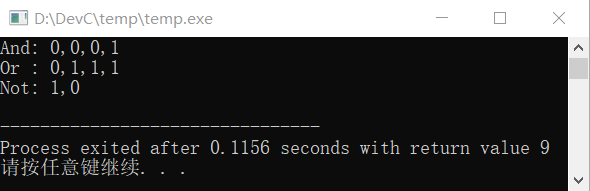 D:\DevC\temp\temp.exe
And: 0,0,0,1
Or : 0,1,1,1
Not: 1,0
--------------------------------
Process exited after 0.1156 seconds with return value 9
请按任意键继续. . .